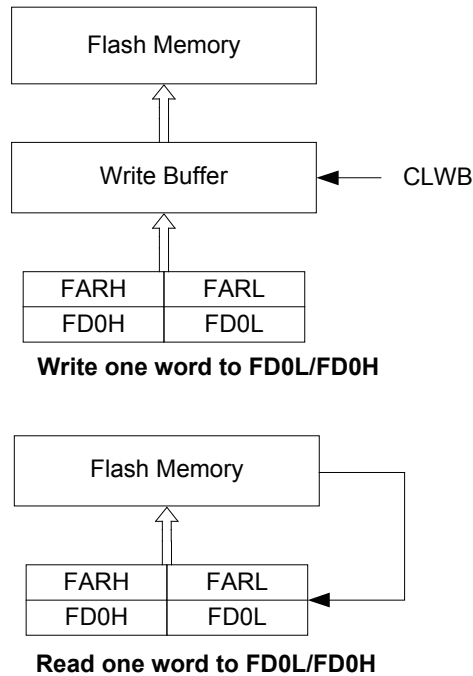 Flash Memory
Write Buffer
CLWB
FARH FARL
FD0H FD0L
Write one word to FD0L/FD0H
Flash Memory
FARH FARL
FD0H FD0L
Read one word to FD0L/FD0H